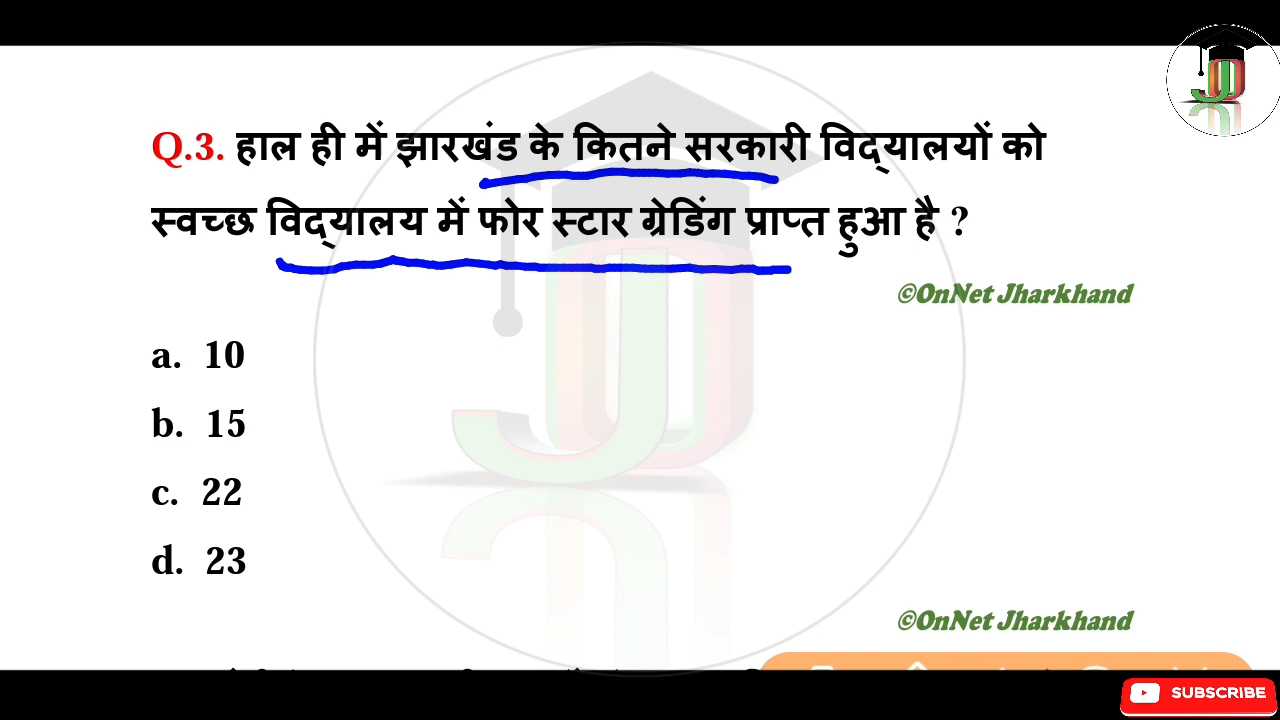 Q.3. हाल ही में झारखंड के कितने सरकारी विद्यालयों को
स्वच्छ विद्यालय में फोर स्टार ग्रेडिंग प्राप्त हुआ है ?
©OnNet Jharkhand
a. 10
b. 15
c. 22
d. 23
©OnNet Jharkhand
SUBSCRIBE